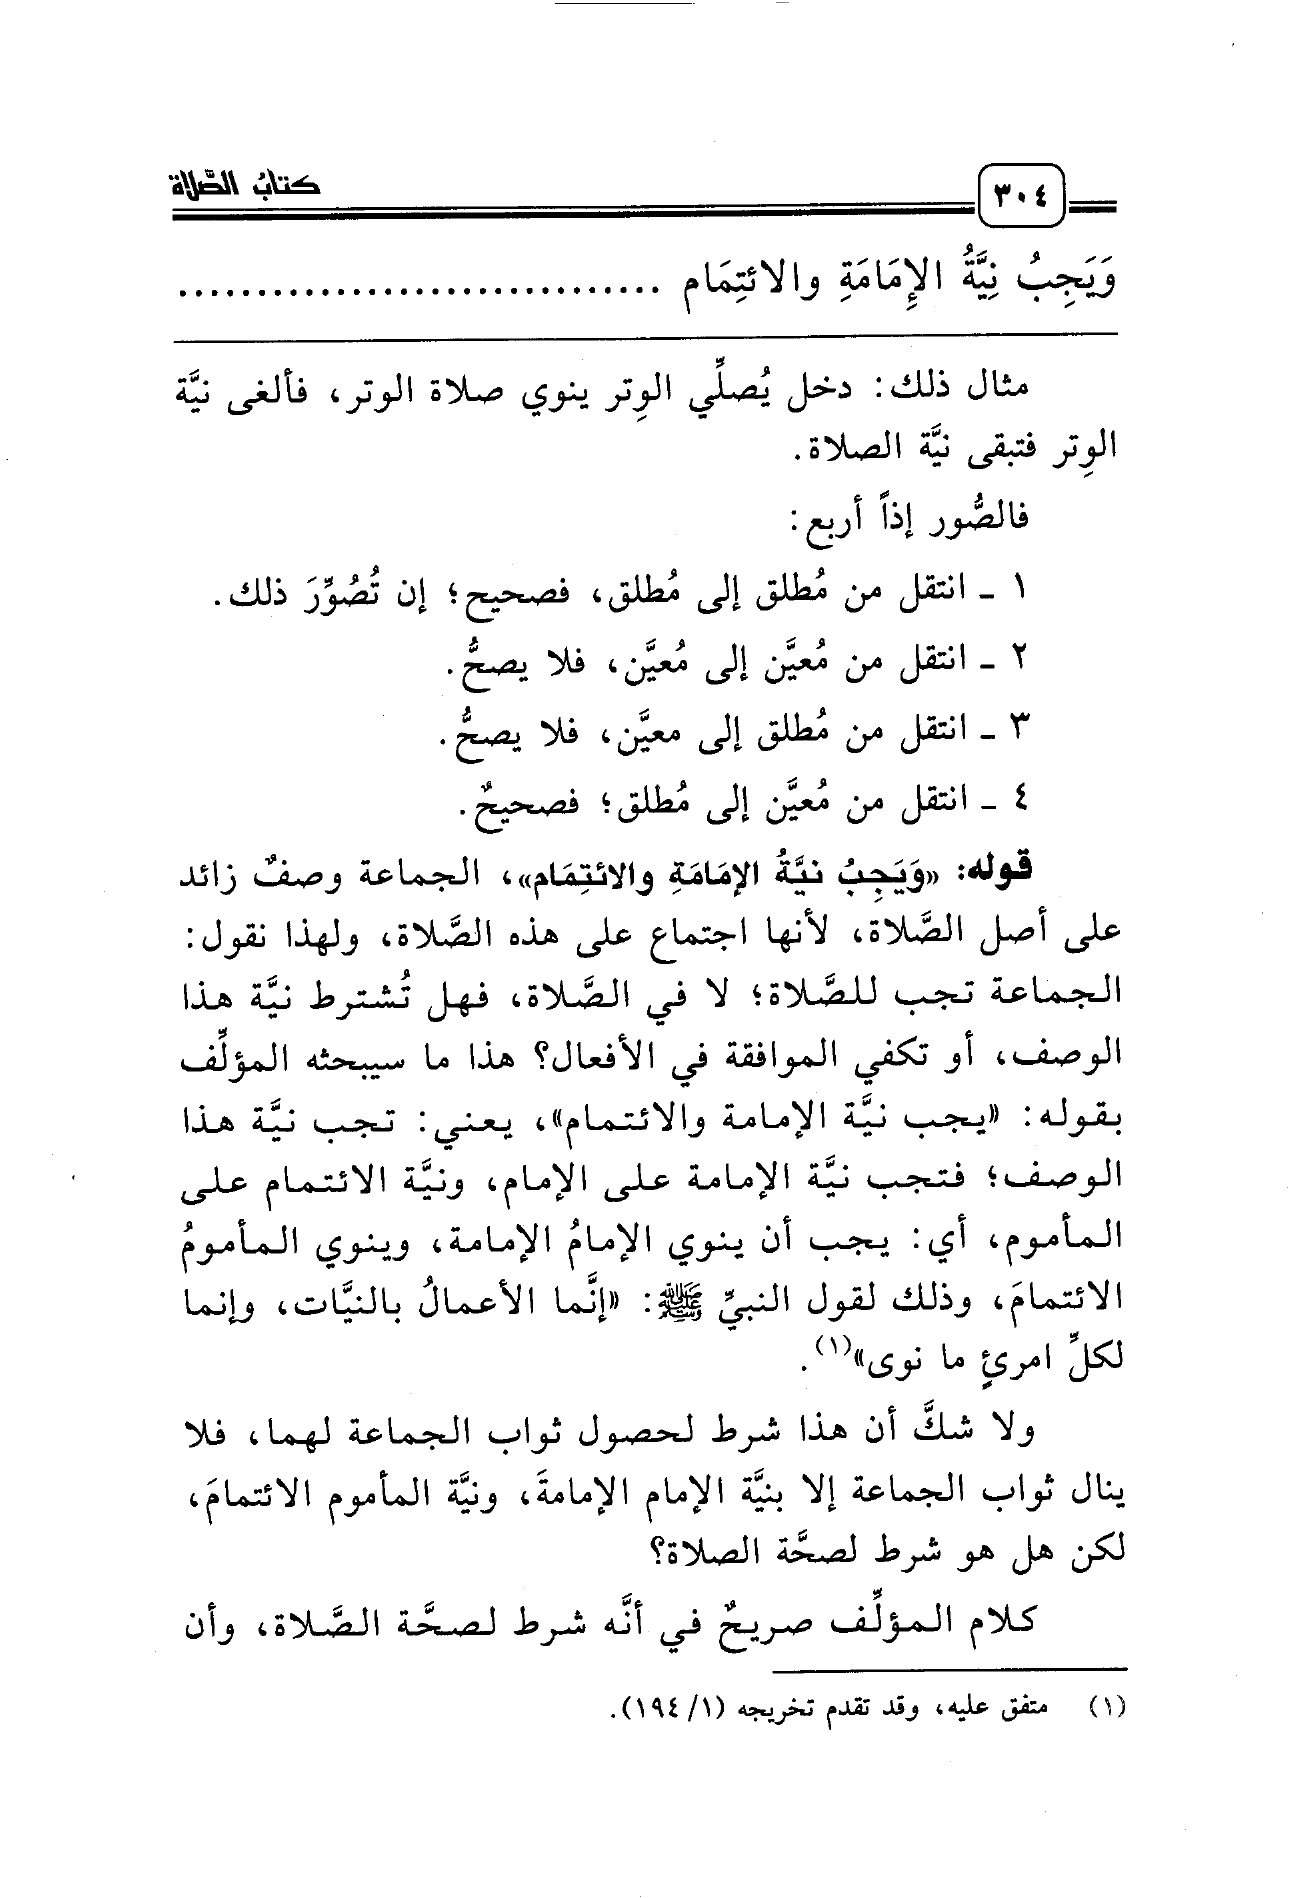 ٣٠٤ كتابُ الصَّلاة
وَيَجِبُ نِيَّةُ الإِمَامَةِ والائتِمَام ...............................
مثال ذلك: دخل يُصلِّي الوِتر ينوي صلاة الوتر، فألغى نيَّة
الوِتر فتبقى نيَّة الصلاة.
فالصُّور إذاً أربع:
١ ـ انتقل من مُطلق إلى مُطلق، فصحيح؛ إن تُصُوِّرَ ذلك.
٢ ـ انتقل من مُعيَّن إلى مُعيَّن، فلا يصحُّ.
٣ ـ انتقل من مُطلق إلى معيَّن، فلا يصحُّ.
٤ ـ انتقل من مُعيَّن إلى مُطلق؛ فصحيحٌ.
قوله: «وَيَجِبُ نيَّةُ الإمَامَةِ والائتِمَام»، الجماعة وصفٌ زائد
على أصل الصَّلاة، لأنها اجتماع على هذه الصَّلاة، ولهذا نقول:
الجماعة تجب للصَّلاة؛ لا في الصَّلاة، فهل تُشترط نيَّة هذا
الوصف، أو تكفي الموافقة في الأفعال؟ هذا ما سيبحثه المؤلِّف
بقوله: «يجب نيَّة الإمامة والائتمام»، يعني: تجب نيَّة هذا
الوصف؛ فتجب نيَّة الإمامة على الإمام، ونيَّة الائتمام على
المأموم، أي: يجب أن ينوي الإمامُ الإمامة، وينوي المأمومُ
الائتمامَ، وذلك لقول النبيِّ ﷺ: «إنَّما الأعمالُ بالنيَّات، وإنما
لكلِّ امرئٍ ما نوى»(١).
ولا شكَّ أن هذا شرط لحصول ثواب الجماعة لهما، فلا
ينال ثواب الجماعة إلا بنيَّة الإمام الإمامةَ، ونيَّة المأموم الائتمامَ،
لكن هل هو شرط لصحَّة الصلاة؟
كلام المؤلِّف صريحٌ في أنَّه شرط لصحَّة الصَّلاة، وأن
(١) متفق عليه، وقد تقدم تخريجه (١/ ١٩٤).